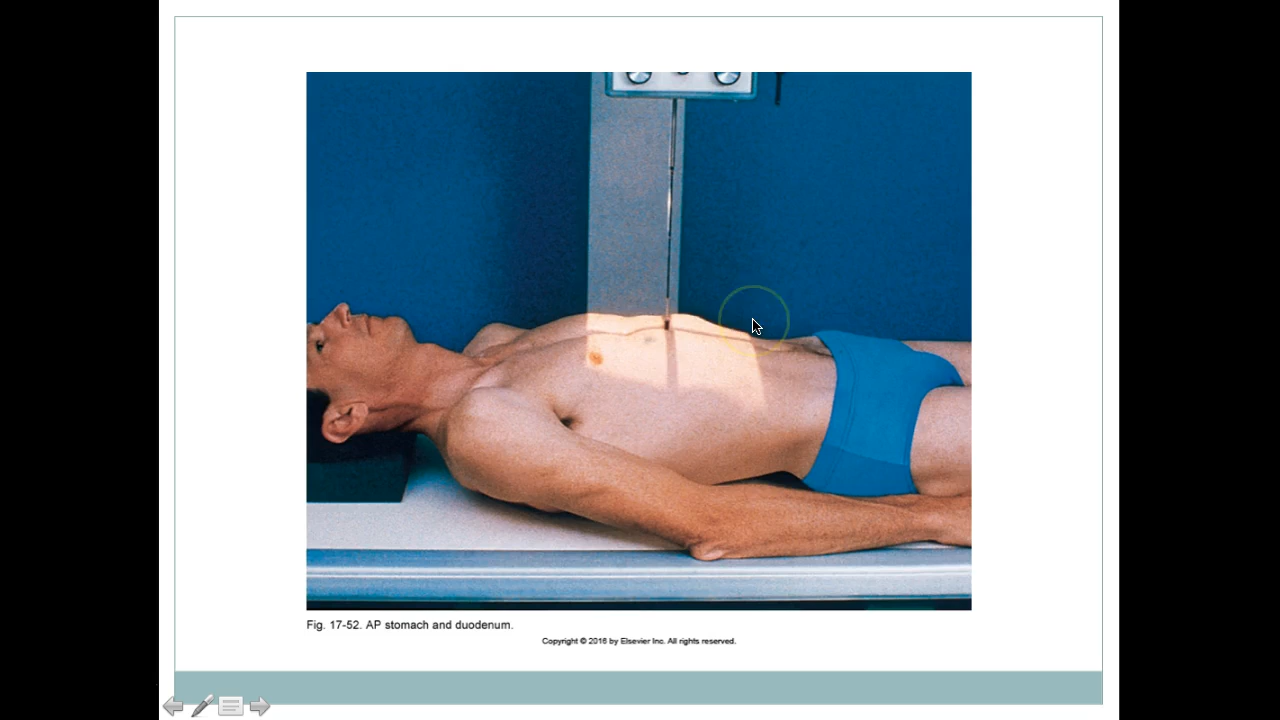 Fig. 17-52. AP stomach and duodenum.
Copyright © 2016 by Elsevier Inc. All rights reserved.